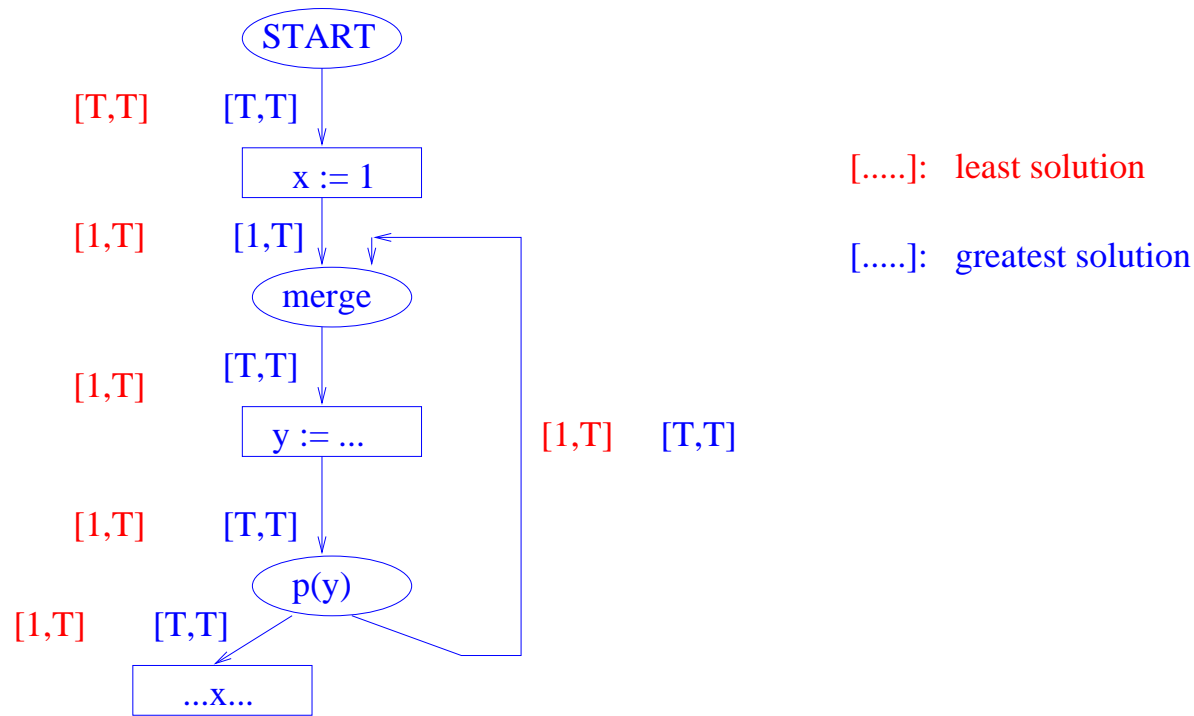 START
[T,T] [T,T]
x := 1
[.....]: least solution
[1,T] [1,T]
[.....]: greatest solution
merge
[1,T] [T,T]
y := ...
[1,T] [T,T]
[1,T] [T,T]
p(y)
[1,T] [T,T]
...x...